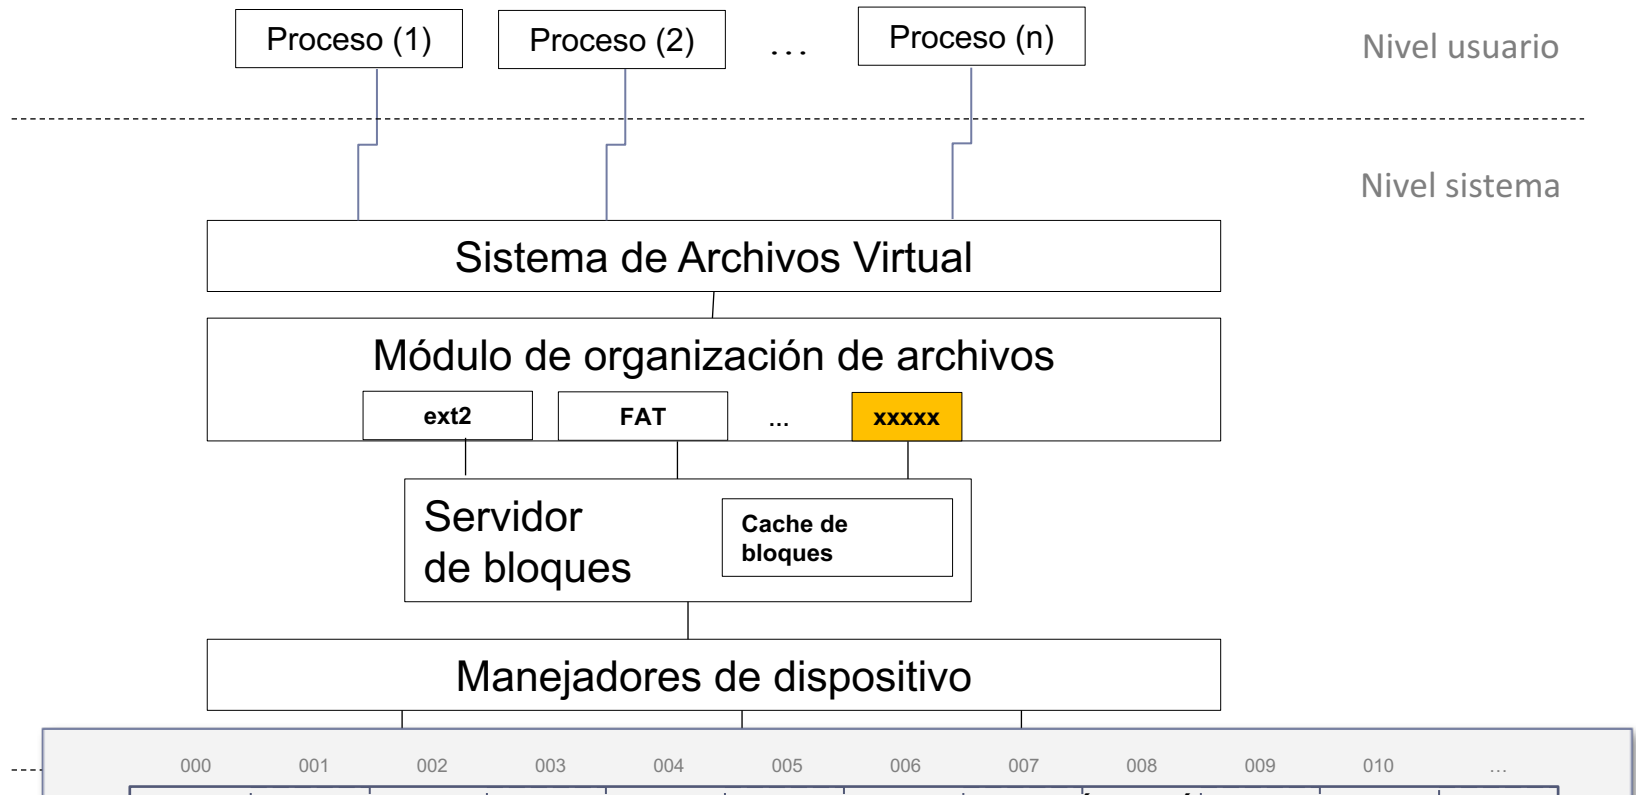 Proceso (1) Proceso (2) … Proceso (n) Nivel usuario
Nivel sistema
Sistema de Archivos Virtual
Módulo de organización de archivos
ext2 FAT ... xxxxx
Servidor
de bloques
Cache de
bloques
Manejadores de dispositivo
000 001 002 003 004 005 006 007 008 009 010 …